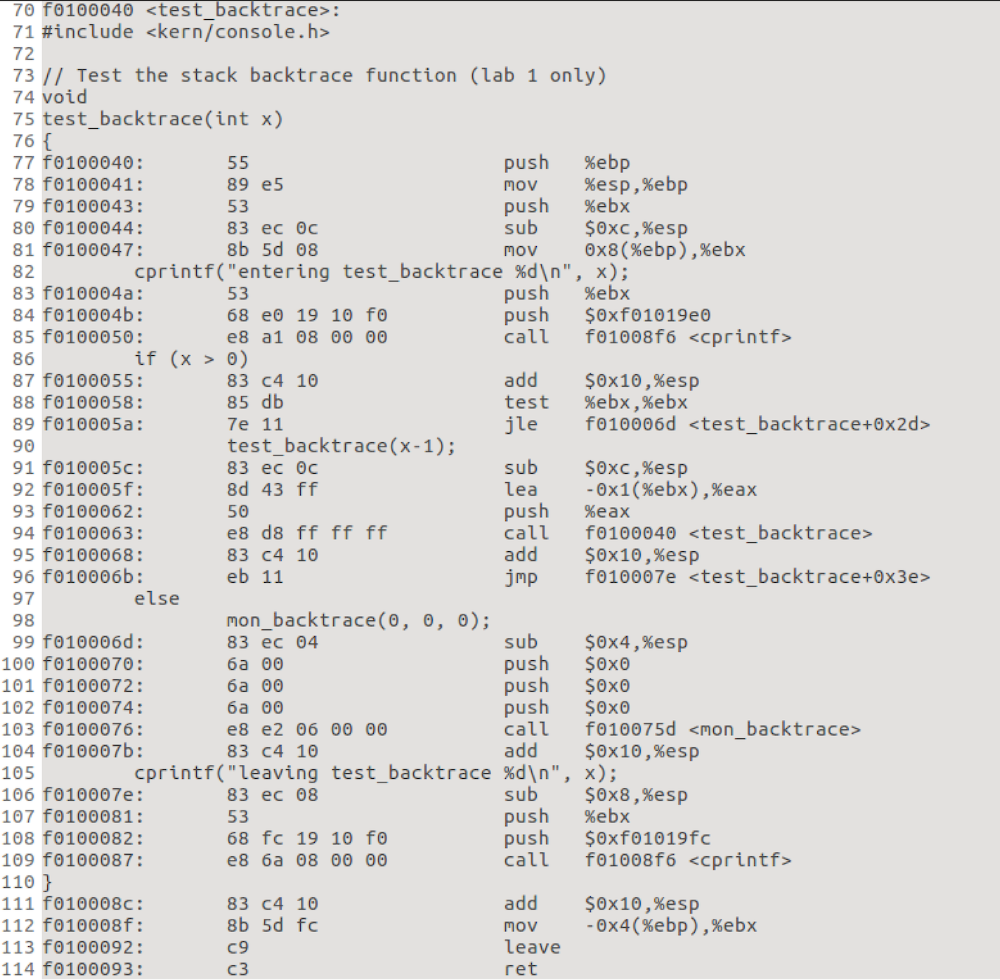 70 f0100040 <test_backtrace>:
71 #include <kern/console.h>
72
73 // Test the stack backtrace function (lab 1 only)
74 void
75 test_backtrace(int x)
76 {
77 f0100040:       55                      push   %ebp
78 f0100041:       89 e5                   mov    %esp,%ebp
79 f0100043:       53                      push   %ebx
80 f0100044:       83 ec 0c                sub    $0xc,%esp
81 f0100047:       8b 5d 08                mov    0x8(%ebp),%ebx
82         cprintf("entering test_backtrace %d\n", x);
83 f010004a:       53                      push   %ebx
84 f010004b:       68 e0 19 10 f0          push   $0xf01019e0
85 f0100050:       e8 a1 08 00 00          call   f01008f6 <cprintf>
86         if (x > 0)
87 f0100055:       83 c4 10                add    $0x10,%esp
88 f0100058:       85 db                   test   %ebx,%ebx
89 f010005a:       7e 11                   jle    f010006d <test_backtrace+0x2d>
90                 test_backtrace(x-1);
91 f010005c:       83 ec 0c                sub    $0xc,%esp
92 f010005f:       8d 43 ff                lea    -0x1(%ebx),%eax
93 f0100062:       50                      push   %eax
94 f0100063:       e8 d8 ff ff ff          call   f0100040 <test_backtrace>
95 f0100068:       83 c4 10                add    $0x10,%esp
96 f010006b:       eb 11                   jmp    f010007e <test_backtrace+0x3e>
97         else
98                 mon_backtrace(0, 0, 0);
99 f010006d:       83 ec 04                sub    $0x4,%esp
100 f0100070:       6a 00                   push   $0x0
101 f0100072:       6a 00                   push   $0x0
102 f0100074:       6a 00                   push   $0x0
103 f0100076:       e8 e2 06 00 00          call   f010075d <mon_backtrace>
104 f010007b:       83 c4 10                add    $0x10,%esp
105         cprintf("leaving test_backtrace %d\n", x);
106 f010007e:       83 ec 08                sub    $0x8,%esp
107 f0100081:       53                      push   %ebx
108 f0100082:       68 fc 19 10 f0          push   $0xf01019fc
109 f0100087:       e8 6a 08 00 00          call   f01008f6 <cprintf>
110 }
111 f010008c:       83 c4 10                add    $0x10,%esp
112 f010008f:       8b 5d fc                mov    -0x4(%ebp),%ebx
113 f0100092:       c9                      leave
114 f0100093:       c3                      ret